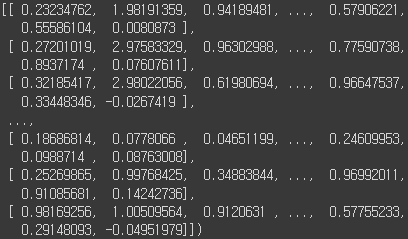 [[ 0.23234762, 1.98191359, 0.94189481, ..., 0.57906221,
0.55586104, 0.0080873 ],
[ 0.27201019, 2.97583329, 0.96302988, ..., 0.77590738,
0.8937174 , 0.07607611],
[ 0.32185417, 2.98022056, 0.61980694, ..., 0.96647537,
0.33448346, -0.0267419 ],
...,
[ 0.18686814, 0.0778066 , 0.04651199, ..., 0.24609953,
0.0988714 , 0.08763008],
[ 0.25269865, 0.99768425, 0.34883844, ..., 0.96992011,
0.91085681, 0.14242736],
[ 0.98169256, 1.00509564, 0.9120631 , ..., 0.57755233,
0.29148093, -0.04951979]])